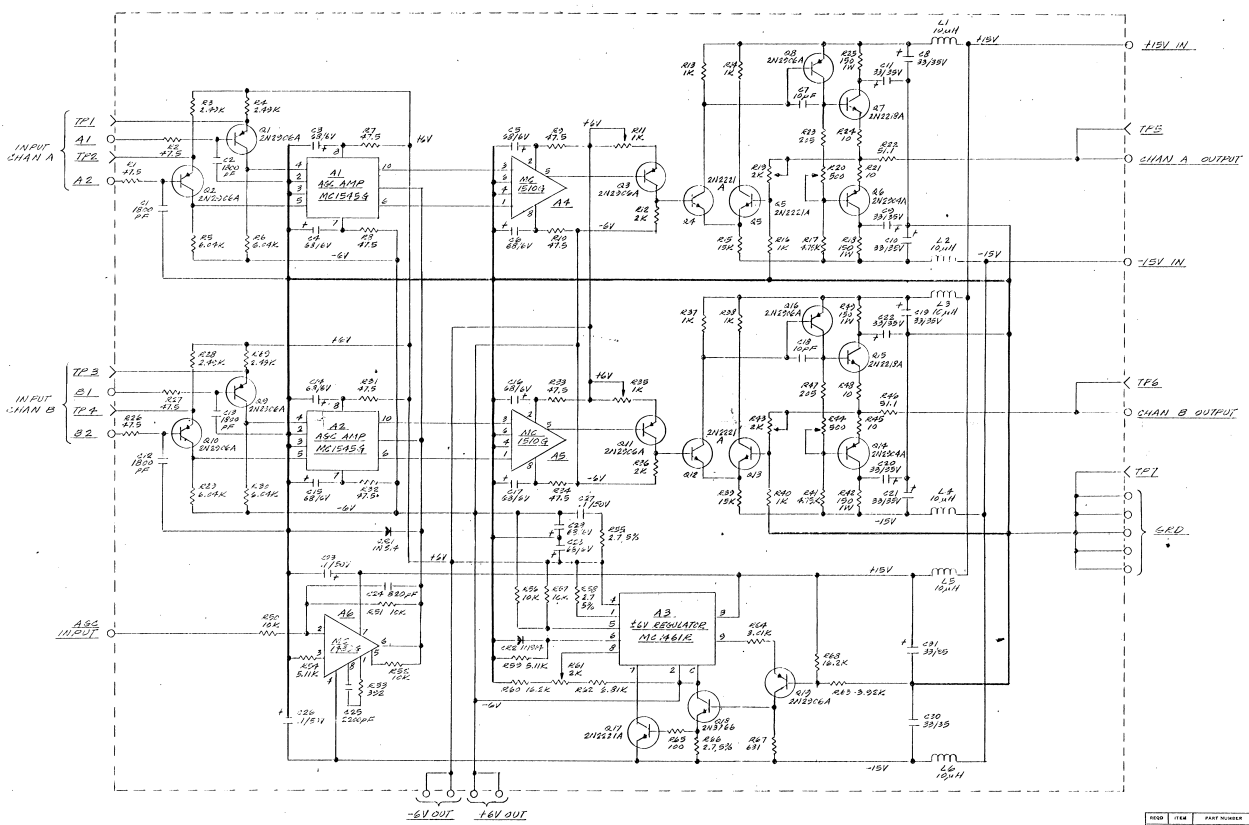 L1
10µH
+15V
+15V IN
R3
2.49K
R4
2.49K
Q1
2N2906A
C3
68/6V
R7
47.5
+6V
C5
68/6V
R9
47.5
+6V
R11
1K
R13
1K
R14
1K
Q8
2N2906A
R25
150
1W
C11
33/35V
C8
33/35V
C7
10pF
Q7
2N2218A
INPUT
CHAN A
TP1
A1
TP2
A2
R2
47.5
R1
47.5
C2
1800
pF
Q2
2N2906A
C1
1800
pF
A1
AGC AMP
MC1545G
8
10
4
2
3
5
6
7
MC
1510G
A4
Q3
2N2906A
R12
2K
2N2221
A
Q4
Q5
Q5
2N2221A
R19
2K
R23
R20
500
R24
10
R22
51.1
R21
10
Q6
2N2904A
C9
33/35V
C10
33/35V
TP5
CHAN A OUTPUT
R5
6.04K
R6
6.04K
C4
68/6V
R8
47.5
-6V
C6
68/6V
R10
47.5
-6V
R15
15K
R16
1K
R17
4.75K
R18
150
1W
L2
10µH
-15V
-15V IN
R28
2.49K
2.49K
+6V
C14
68/6V
R31
47.5
C16
68/6V
R33
47.5
+6V
R35
1K
R37
1K
R38
1K
Q16
2N2906A
R49
150
1W
C22
33/35V
C19
33/35V
L3
10µH
C18
10pF
Q15
2N2218A
INPUT
CHAN B
TP3
B1
TP4
B2
R27
47.5
R26
47.5
Q9
2N2906A
C13
1800
pF
Q10
2N2906A
C12
1800
pF
A2
AGC AMP
MC1545G
MC
1510G
A5
Q11
2N2906A
R36
2K
2N2221
A
Q12
Q13
R43
2K
R47
R44
500
R48
10
R46
51.1
R45
10
Q14
2N2904A
C20
33/35V
C21
33/35V
TP6
CHAN B OUTPUT
TP7
GRD
R29
6.04K
R30
6.04K
C15
68/6V
R32
47.5
-6V
C17
68/6V
R34
47.5
C27
.1/50V
R39
15K
R40
1K
R41
4.75K
R42
150
1W
L4
10µH
-15V
CR1
C23
.1/50V
+6V
68/6V
68/6V
R55
2.7,5%
+15V
L5
10µH
C24 820pF
R51 10K
R56
10K
R57
10K
R58
2.7
5%
AGC
INPUT
R50
10K
A6
MC
R54
5.11K
R53
392
R52
10K
C25
2200pF
C26
.1/50V
CR2
R59 5.11K
R60 16.2K
R61
2K
R62 6.81K
A3
±6V REGULATOR
MC1461R
R64
3.01K
R68
16.2K
R63 3.92K
C31
33/35
C30
33/35
-6V
Q17
2N2221A
Q18
2N3766
Q19
2N2906A
R65
100
R66
2.7,5%
R67
681
-15V
L6
10µH
-6V OUT
+6V OUT
REQD ITEM PART NUMBER